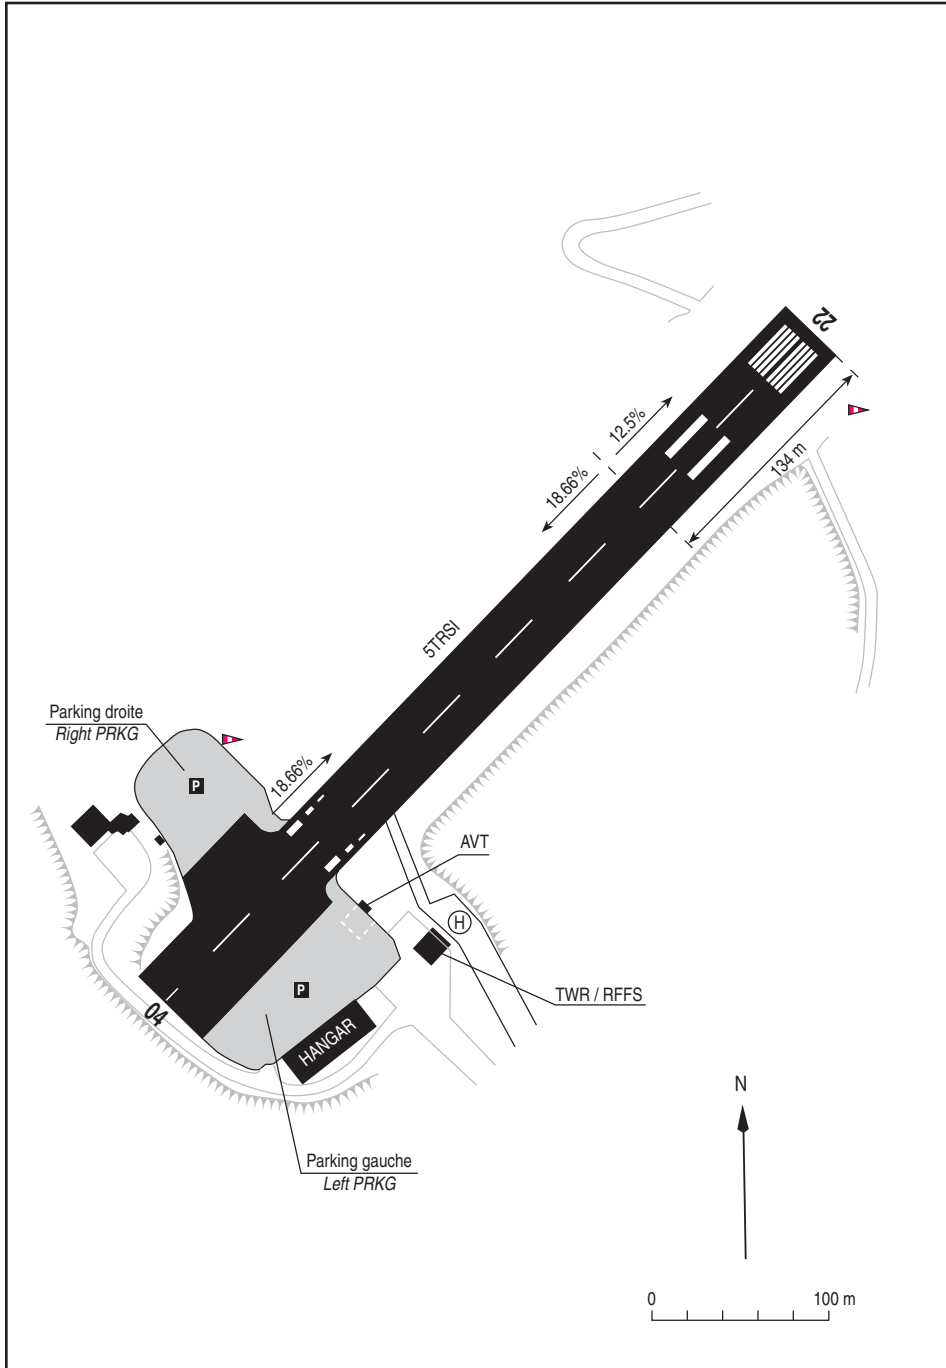 22
12.5%
18.66%
134 m
5TRSI
Parking droite
Right PRKG
P
18.66%
AVT
H
P
TWR / RFFS
04
HANGAR
N
Parking gauche
Left PRKG
0
100 m